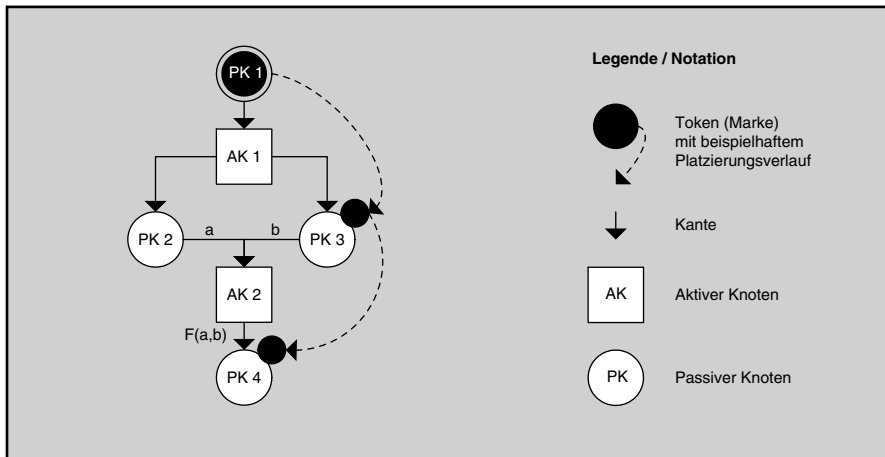 PK 1
AK 1
PK 2
a
b
PK 3
AK 2
F(a,b)
PK 4
Legende / Notation
Token (Marke)
mit beispielhaftem
Platzierungsverlauf
Kante
AK
Aktiver Knoten
PK
Passiver Knoten